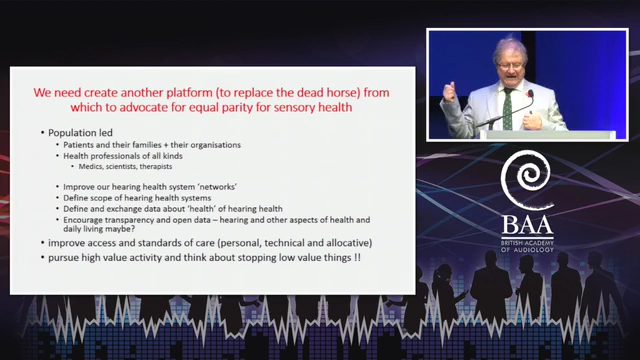 We need create another platform (to replace the dead horse) from
which to advocate for equal parity for sensory health
• Population led
• Patients and their families + their organisations
• Health professionals of all kinds
• Medics, scientists, therapists
• Improve our hearing health system ‘networks’
• Define scope of hearing health systems
• Define and exchange data about ‘health’ of hearing health
• Encourage transparency and open data – hearing and other aspects of health and
daily living maybe?
• improve access and standards of care (personal, technical and allocative)
• pursue high value activity and think about stopping low value things !!
BAA
BRITISH ACADEMY
OF AUDIOLOGY